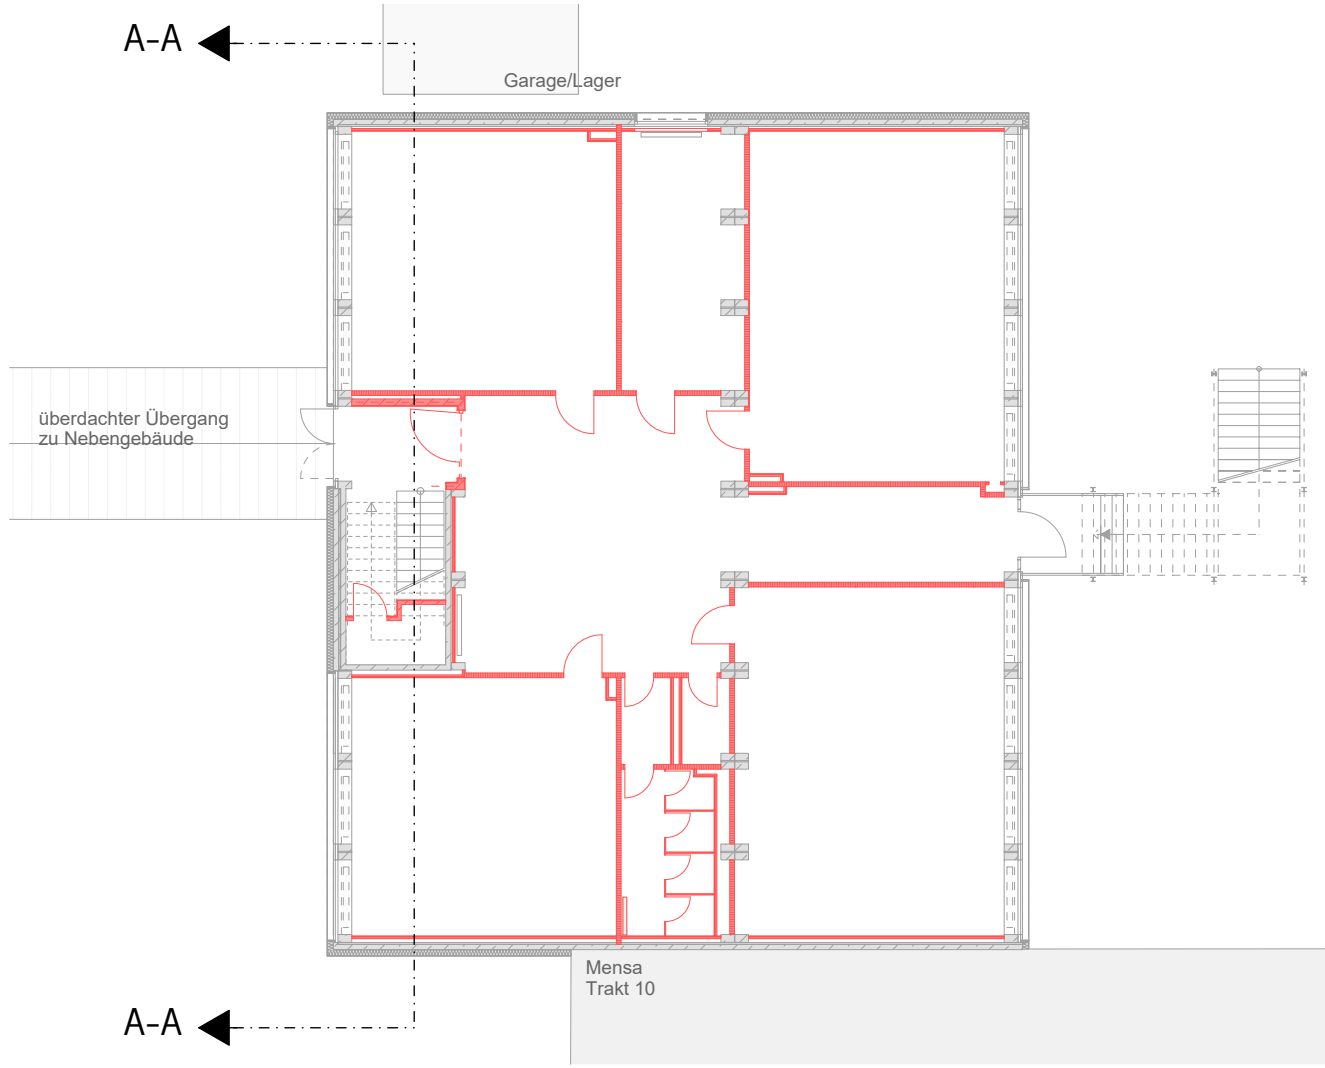 A-A
Garage/Lager
überdachter Übergang
zu Nebengebäude
Mensa
Trakt 10
A-A